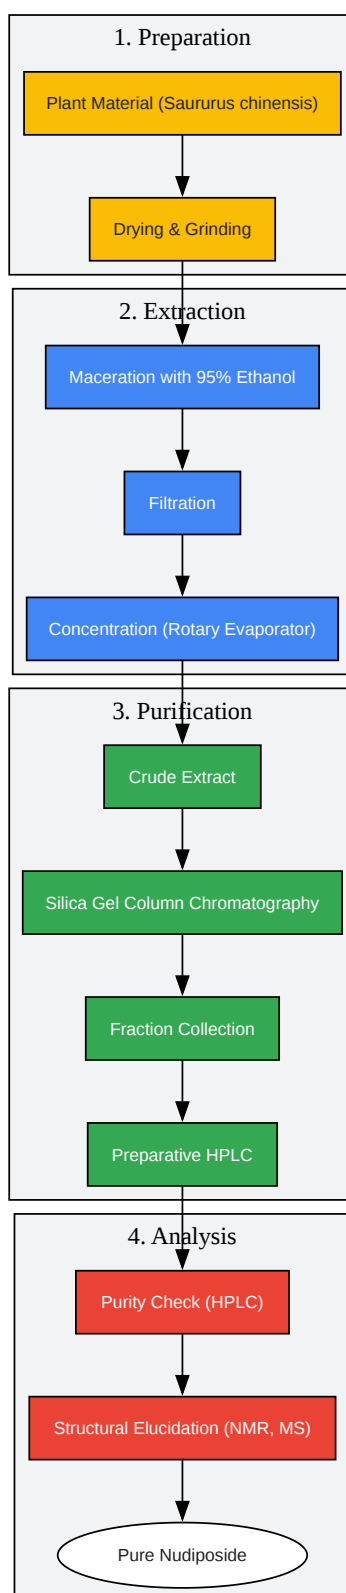 1. Preparation
Plant Material (Saururus chinensis)
Drying & Grinding
2. Extraction
Maceration with 95% Ethanol
Filtration
Concentration (Rotary Evaporator)
3. Purification
Crude Extract
Silica Gel Column Chromatography
Fraction Collection
Preparative HPLC
4. Analysis
Purity Check (HPLC)
Structural Elucidation (NMR, MS)
Pure Nudiposide